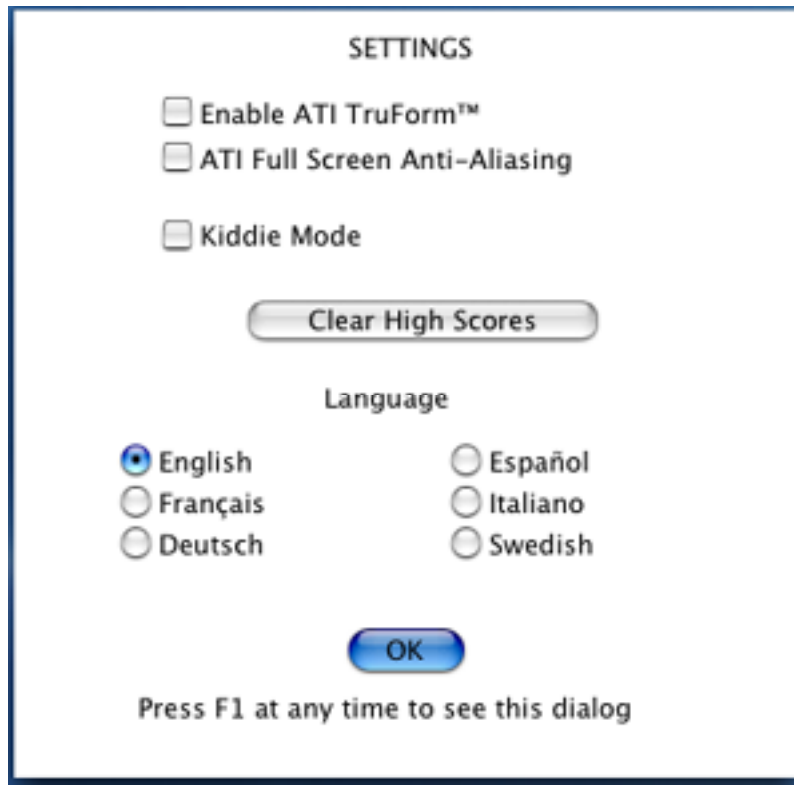 SETTINGS
Enable ATI TruForm™
ATI Full Screen Anti-Aliasing
Kiddie Mode
Clear High Scores
Language
English Español
Français Italiano
Deutsch Swedish
OK
Press F1 at any time to see this dialog